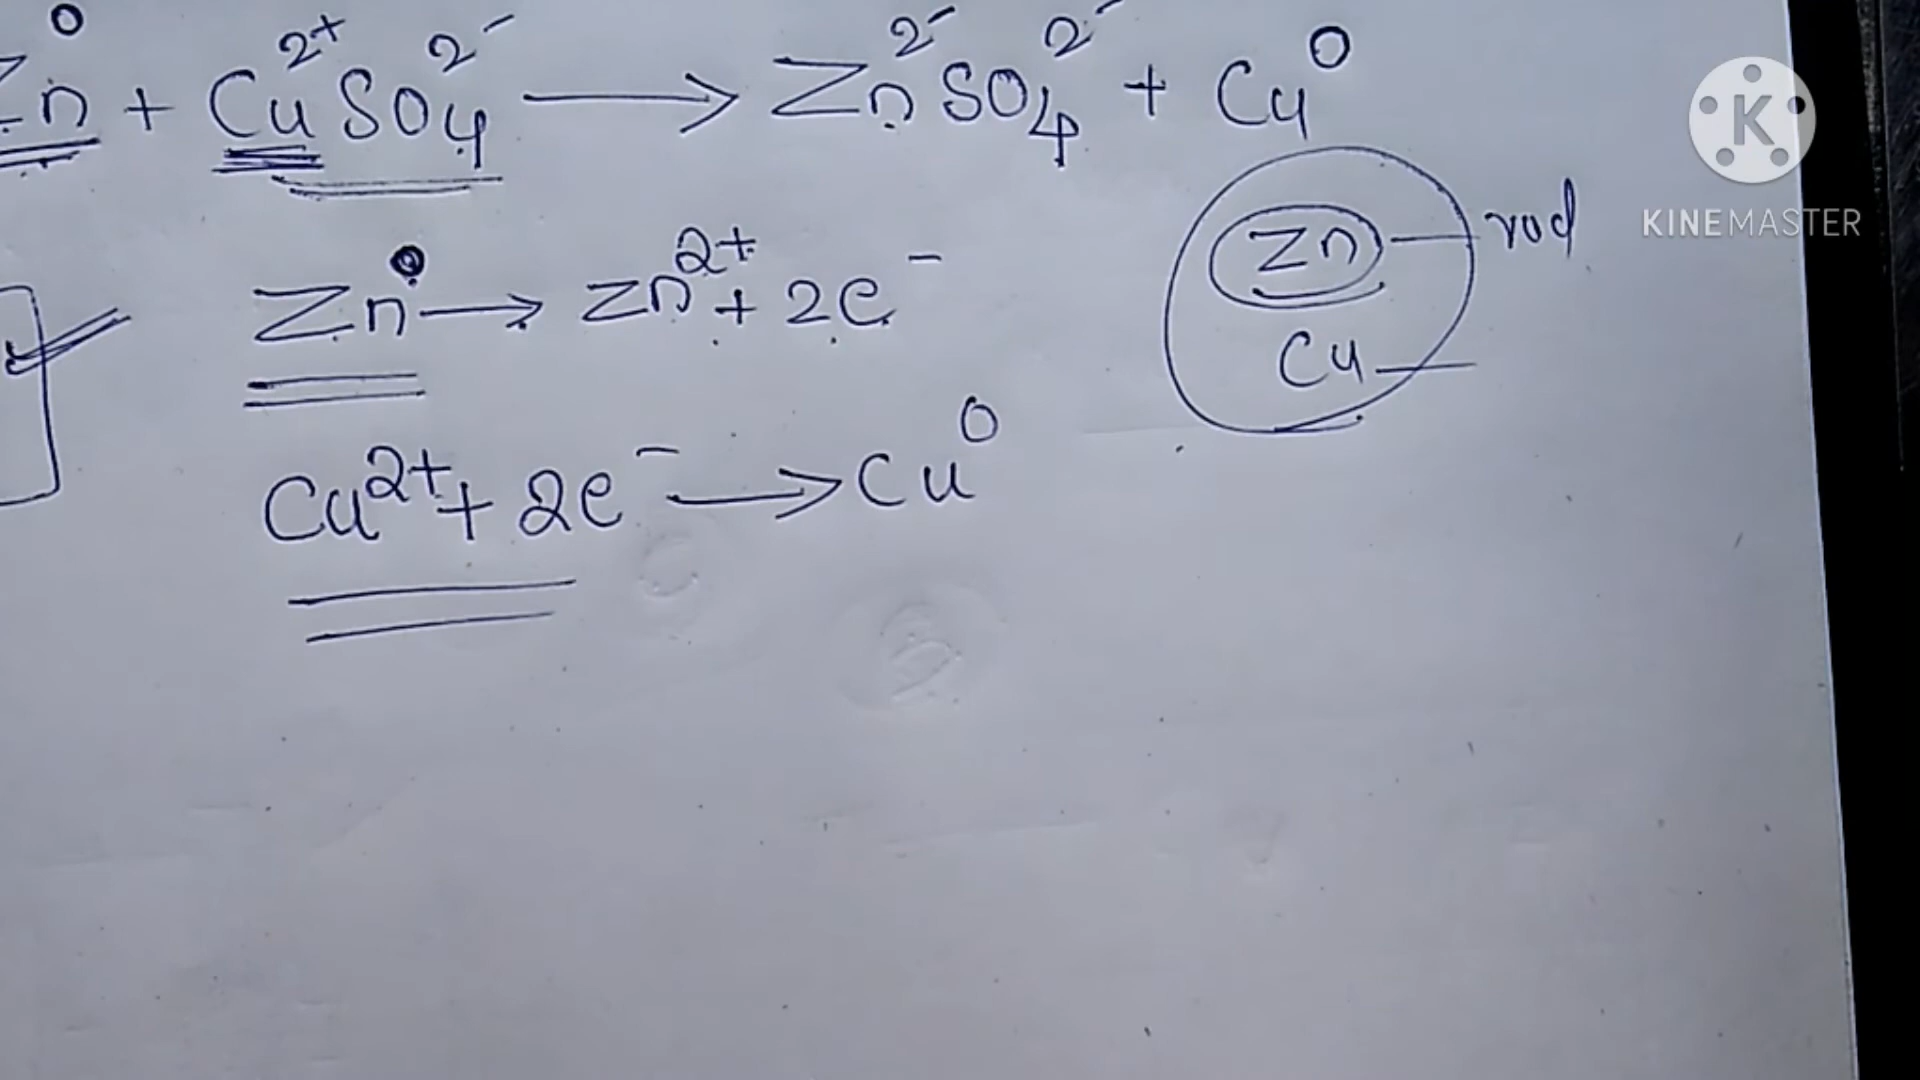 Zn⁰ + Cu²⁺SO₄²⁻ → Zn²⁻SO₄²⁻ + Cu⁰
Zn⁰ → Zn²⁺ + 2e⁻
Cu²⁺ + 2e⁻ → Cu⁰
Zn — rod
Cu —
K
KINEMASTER